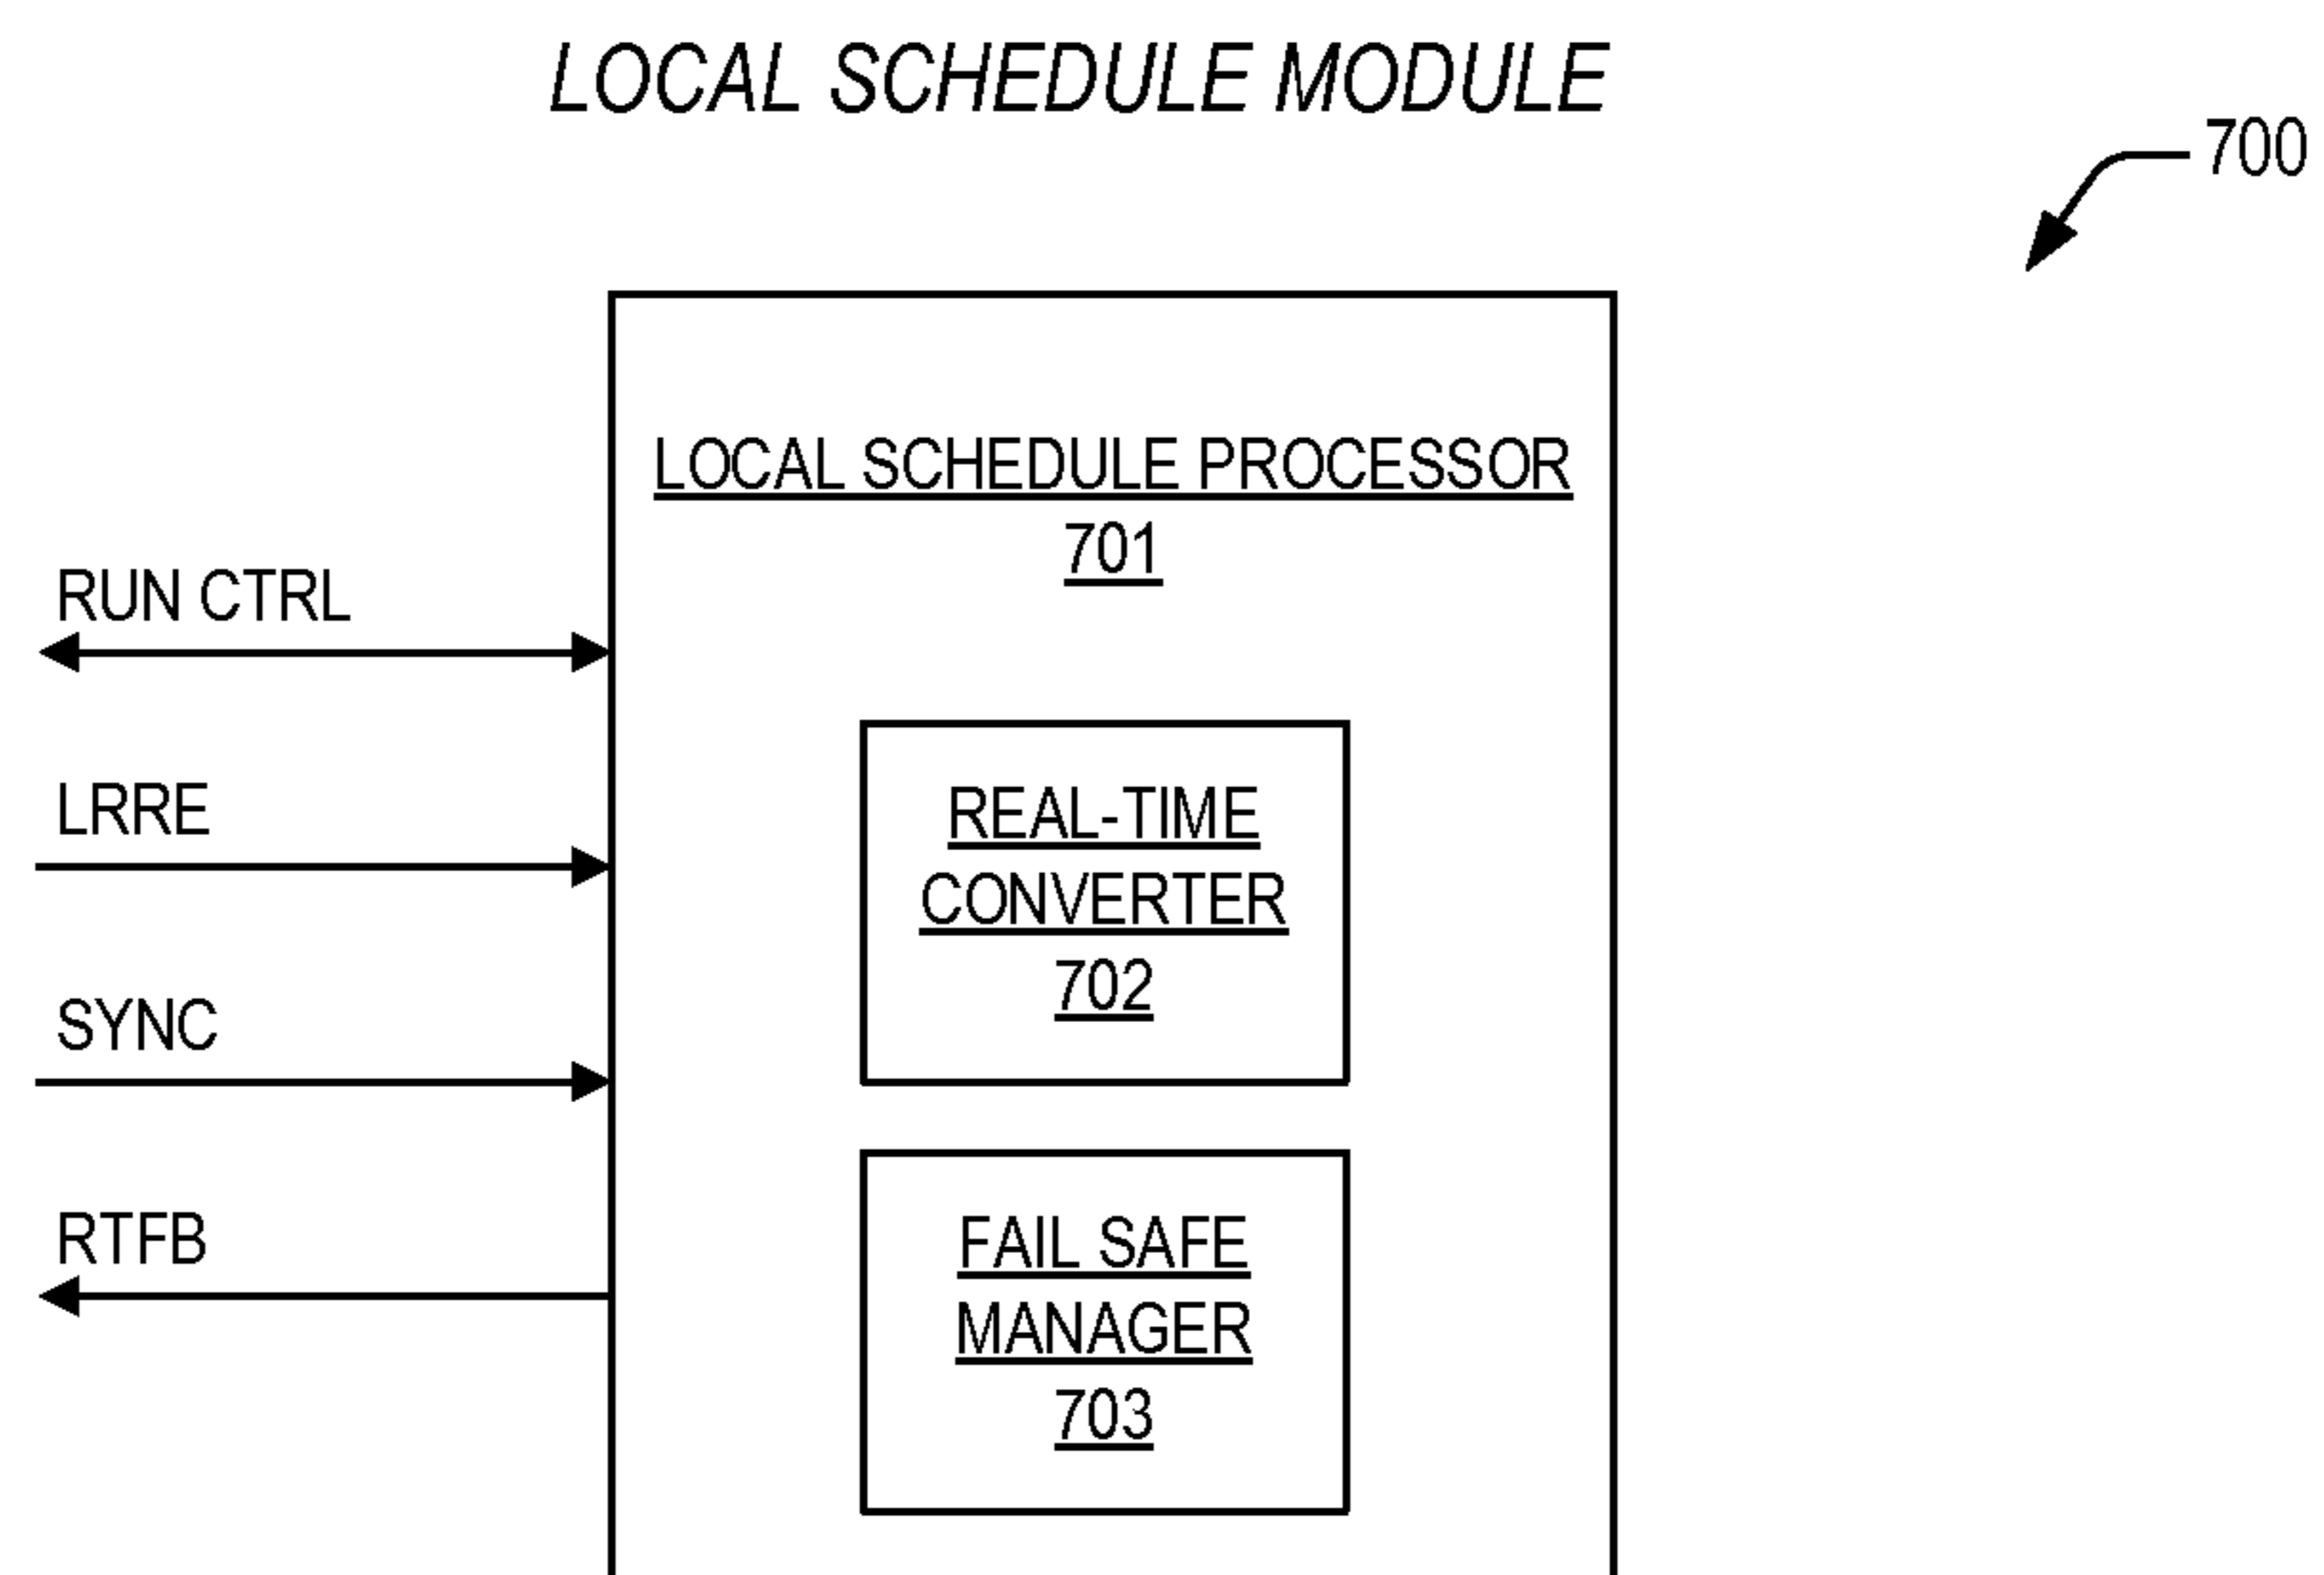 LOCAL SCHEDULE MODULE
700
LOCAL SCHEDULE PROCESSOR
701
RUN CTRL
LRRE
REAL-TIME
CONVERTER
702
SYNC
RTFB
FAIL SAFE
MANAGER
703